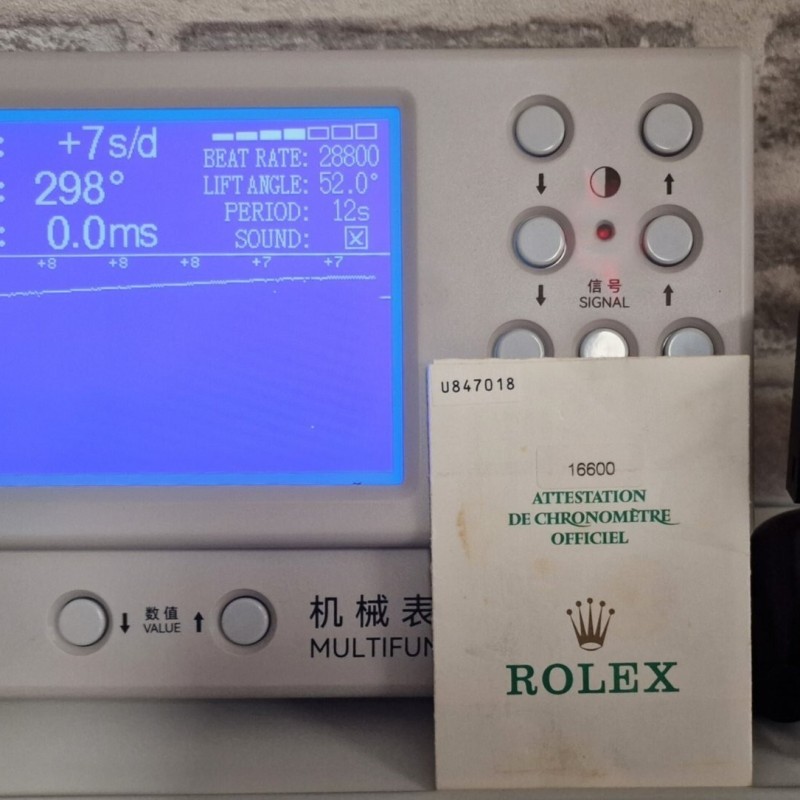 : +7 s/d
: 298°
: 0.0ms
BEAT RATE: 28800
LIFT ANGLE: 52.0°
PERIOD: 12s
SOUND: ☒
+8 +8 +8 +7 +7
信号
SIGNAL
数值
VALUE
机械表
MULTIFUN
U847018
16600
ATTESTATION
DE CHRONOMÈTRE
OFFICIEL
ROLEX